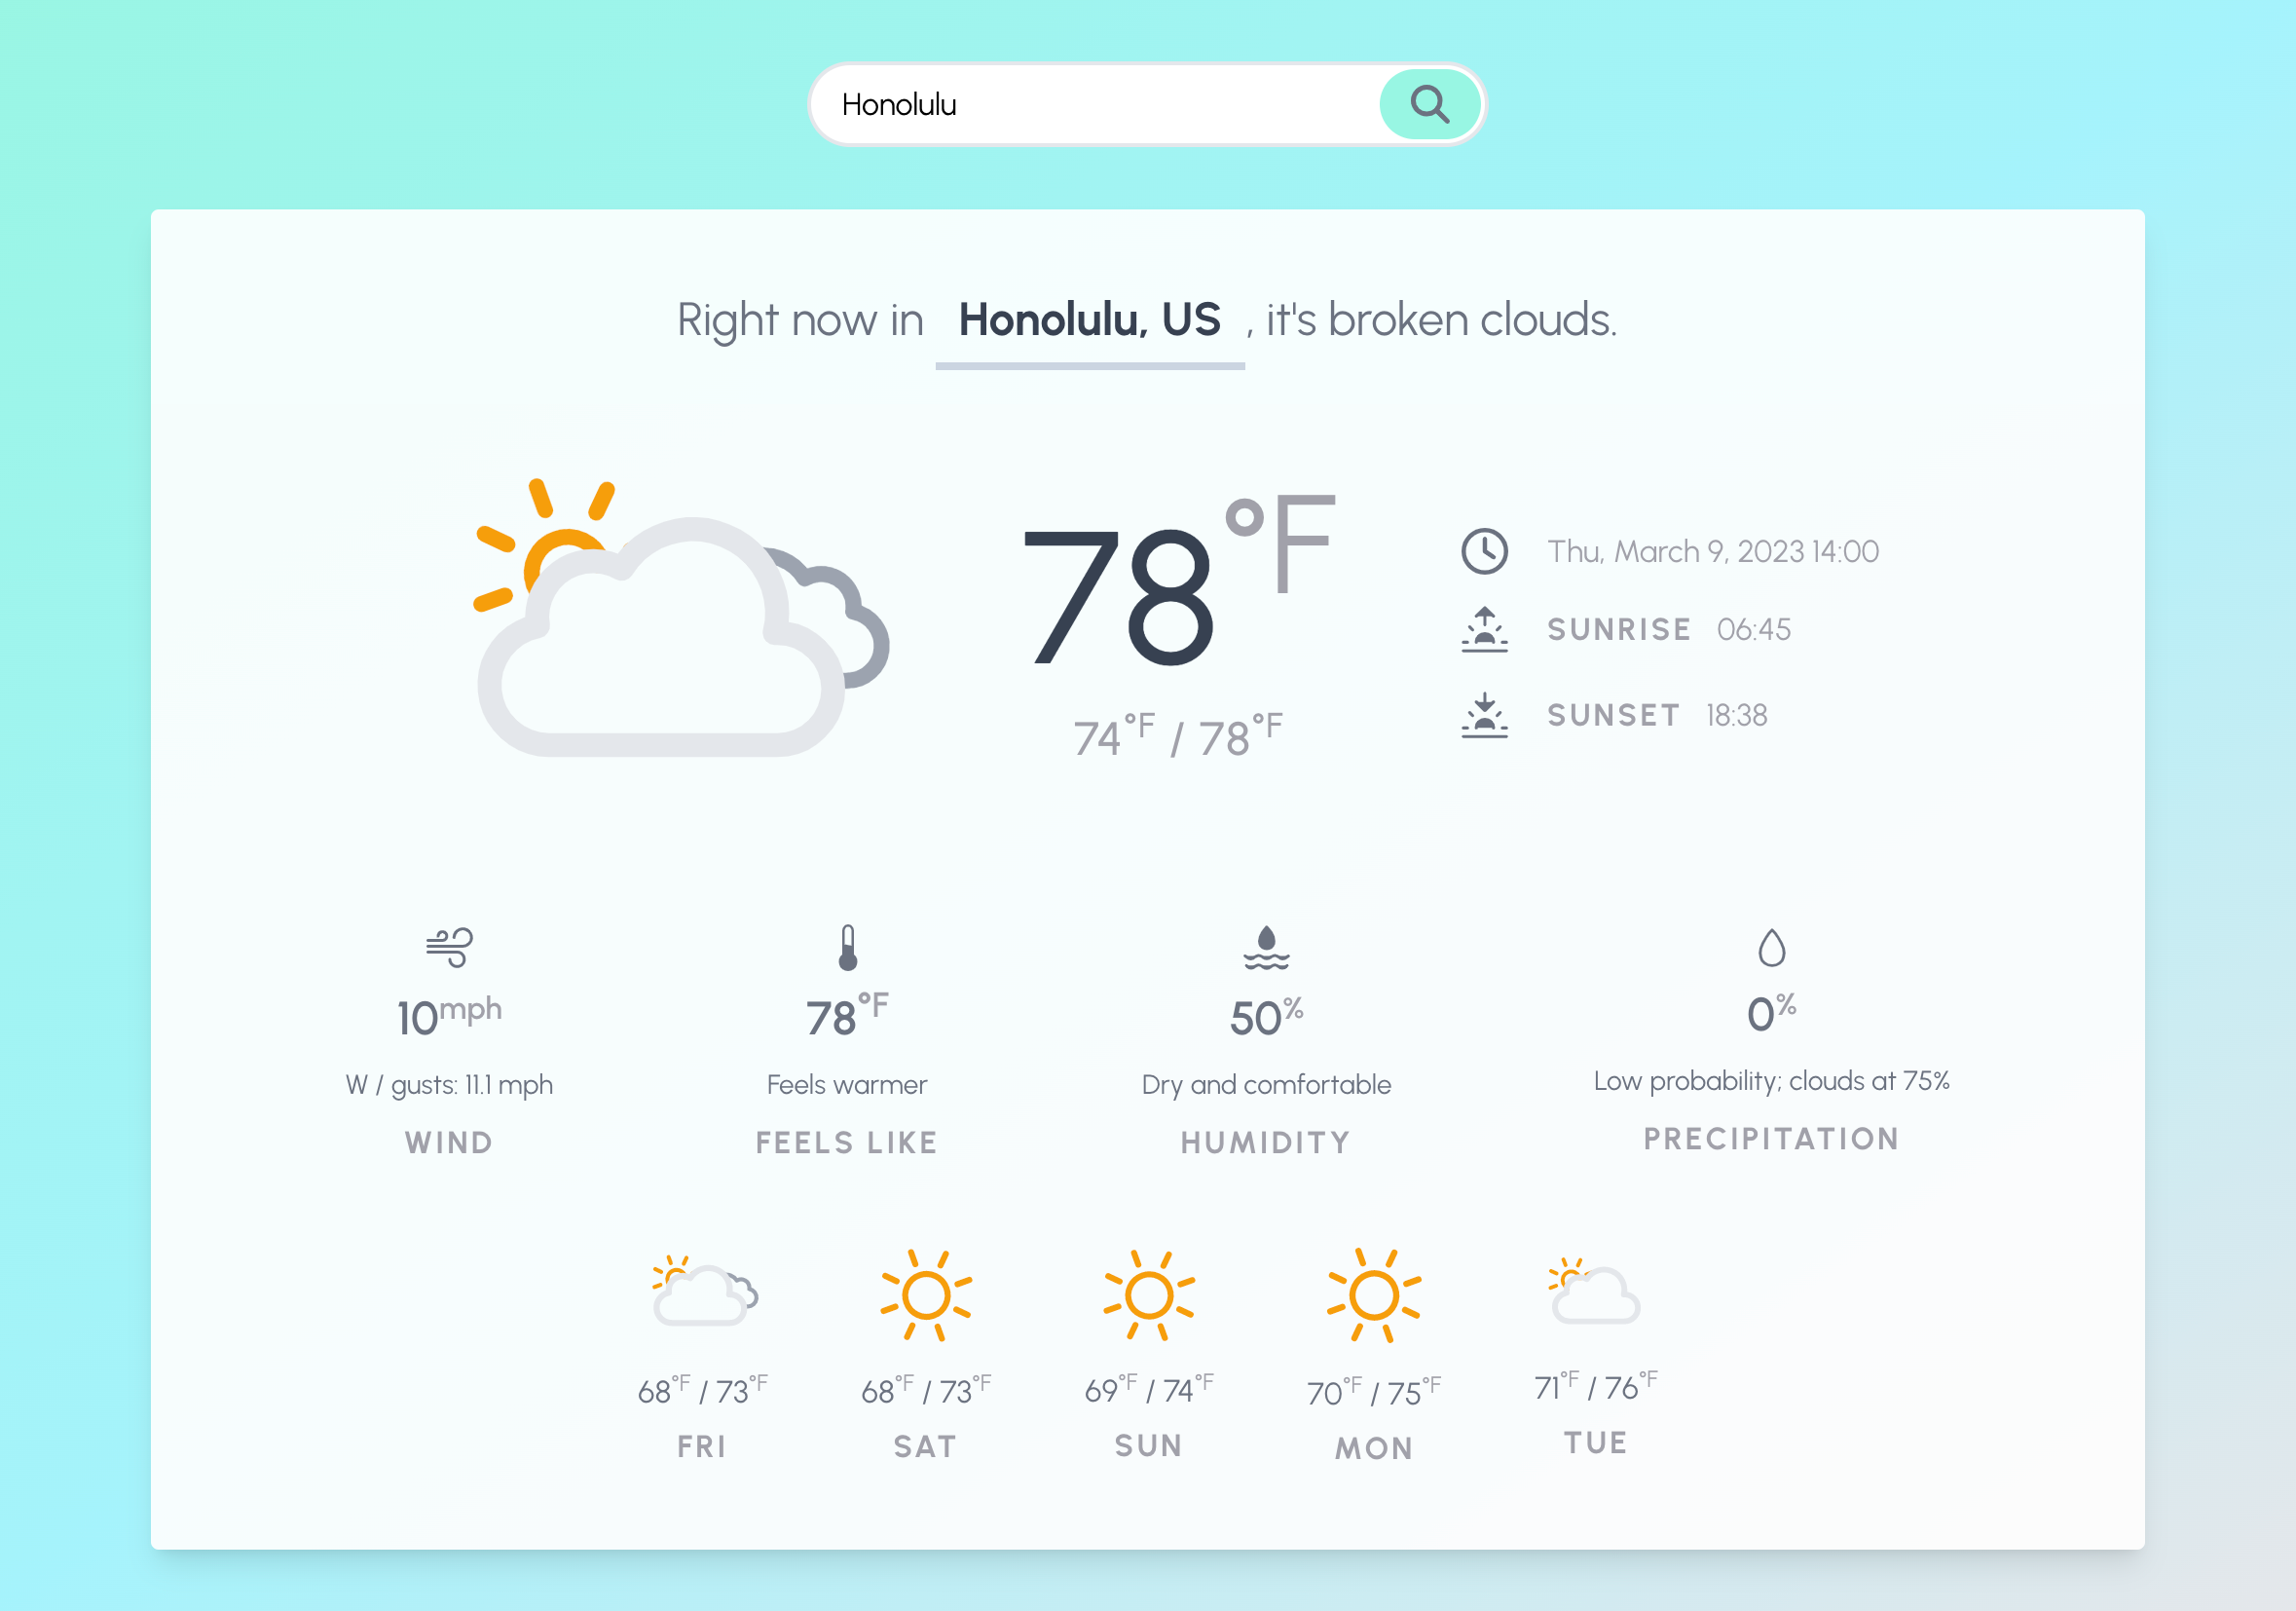 Honolulu
Right now in Honolulu, US , it's broken clouds.
78°F
74°F / 78°F
Thu, March 9, 2023 14:00
SUNRISE 06:45
SUNSET 18:38
10mph
W / gusts: 11.1 mph
WIND
78°F
Feels warmer
FEELS LIKE
50%
Dry and comfortable
HUMIDITY
0%
Low probability; clouds at 75%
PRECIPITATION
68°F / 73°F
FRI
68°F / 73°F
SAT
69°F / 74°F
SUN
70°F / 75°F
MON
71°F / 76°F
TUE